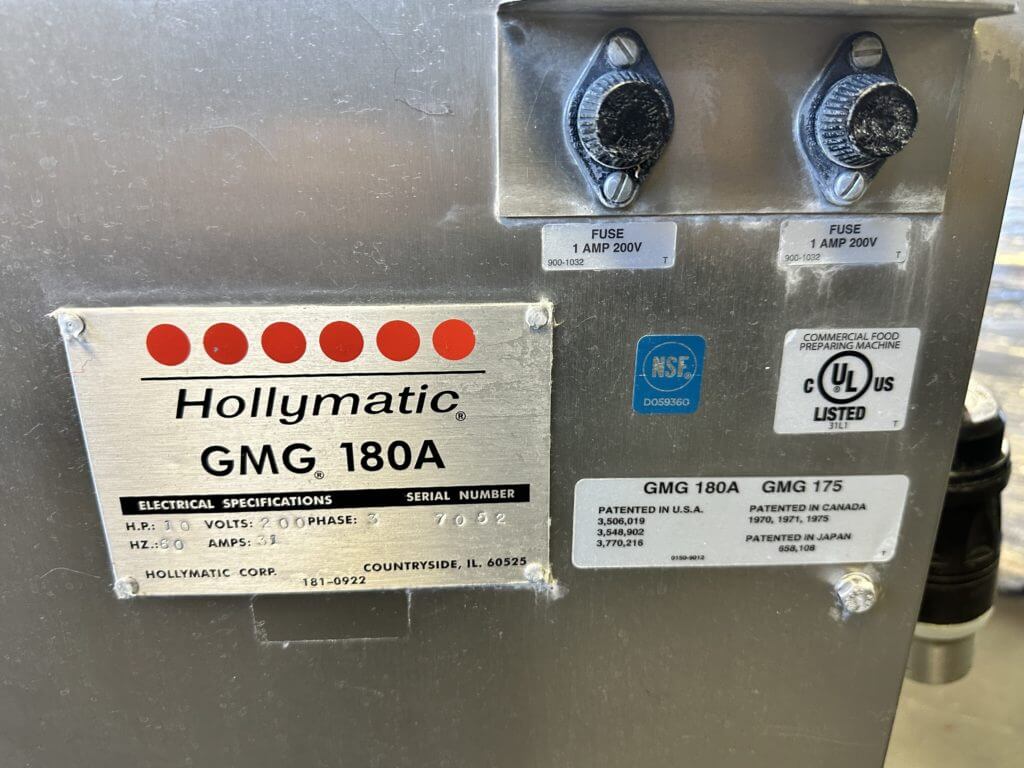 FUSE
1 AMP 200V
900-1032 T
FUSE
1 AMP 200V
900-1032 T
Hollymatic®
GMG® 180A
ELECTRICAL SPECIFICATIONS SERIAL NUMBER
H.P.: 10 VOLTS: 200 PHASE: 3 7052
HZ.: 60 AMPS: 31
HOLLYMATIC CORP. 181-0922 COUNTRYSIDE, IL. 60525
NSF®
COMMERCIAL FOOD
PREPARING MACHINE
C UL® US
LISTED
31L1 T
GMG 180A GMG 175
PATENTED IN U.S.A.
3,506,019
3,548,902
3,770,216
PATENTED IN CANADA
1970, 1971, 1975
PATENTED IN JAPAN
658,108
0150-9012 T